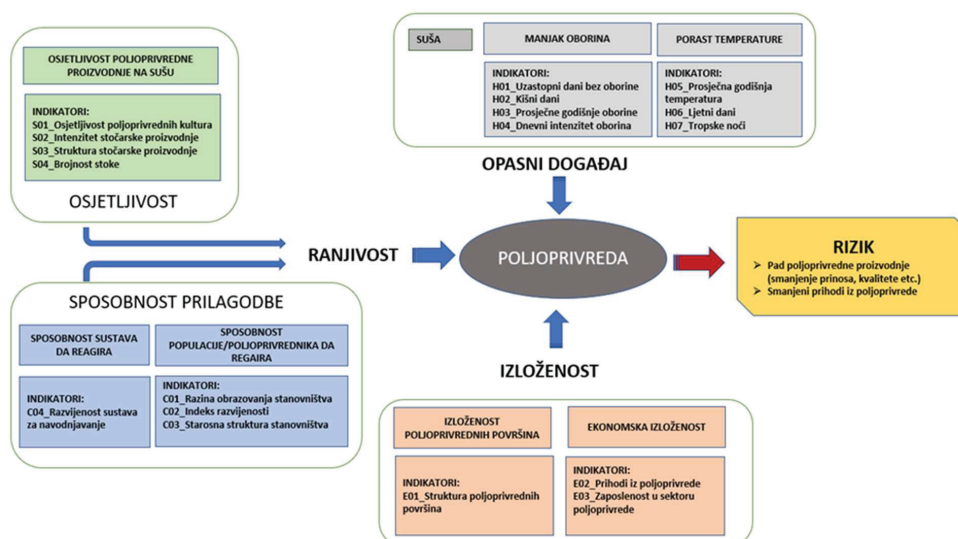 OSJETLJIVOST POLJOPRIVREDNE
PROIZVODNJE NA SUŠU
INDIKATORI:
S01_Osjetljivost poljoprivrednih kultura
S02_Intenzitet stočarske proizvodnje
S03_Struktura stočarske proizvodnje
S04_Brojnost stoke
OSJETLJIVOST
SUŠA
MANJAK OBORINA
INDIKATORI:
H01_Uzastopni dani bez oborine
H02_Kišni dani
H03_Prosječne godišnje oborine
H04_Dnevni intenzitet oborina
PORAST TEMPERATURE
INDIKATORI:
H05_Prosječna godišnja
temperatura
H06_Ljetni dani
H07_Tropske noći
OPASNI DOGAĐAJ
RANJIVOST
POLJOPRIVREDA
RIZIK
➤ Pad poljoprivredne proizvodnje
(smanjenje prinosa, kvalitete etc.)
➤ Smanjeni prihodi iz poljoprivrede
SPOSOBNOST PRILAGODBE
SPOSOBNOST SUSTAVA
DA REAGIRA
INDIKATORI:
C04_Razvijenost sustava
za navodnjavanje
SPOSOBNOST
POPULACIJE/POLJOPRIVREDNIKA DA
REGAIRA
INDIKATORI:
C01_Razina obrazovanja stanovništva
C02_Indeks razvijenosti
C03_Starosna struktura stanovništva
IZLOŽENOST
IZLOŽENOST
POLJOPRIVREDNIH POVRŠINA
INDIKATORI:
E01_Struktura poljoprivrednih
površina
EKONOMSKA IZLOŽENOST
INDIKATORI:
E02_Prihodi iz poljoprivrede
E03_Zaposlenost u sektoru
poljoprivrede